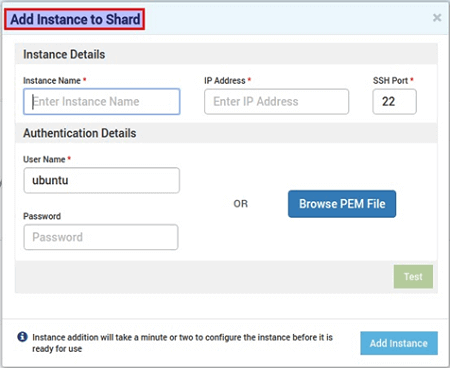 Add Instance to Shard
×
Instance Details
Instance Name * IP Address * SSH Port *
Enter Instance Name Enter IP Address 22
Authentication Details
User Name *
ubuntu
OR Browse PEM File
Password
Password
Test
Instance addition will take a minute or two to configure the instance before it is
ready for use
Add Instance